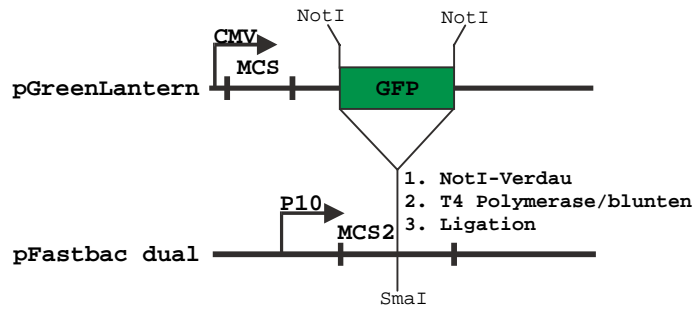 NotI NotI
CMV
MCS
pGreenLantern GFP
1. NotI-Verdau
2. T4 Polymerase/blunten
3. Ligation
P10
MCS2
pFastbac dual
SmaI